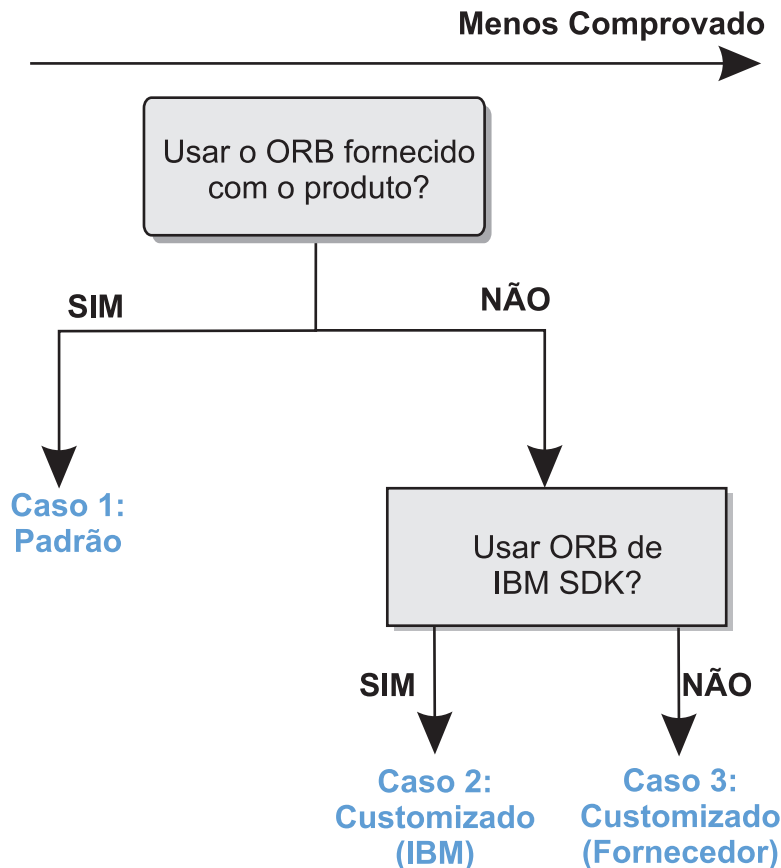 Menos Comprovado
Usar o ORB fornecido
com o produto?
SIM
NÃO
Caso 1:
Padrão
Usar ORB de
IBM SDK?
SIM
NÃO
Caso 2:
Customizado
(IBM)
Caso 3:
Customizado
(Fornecedor)